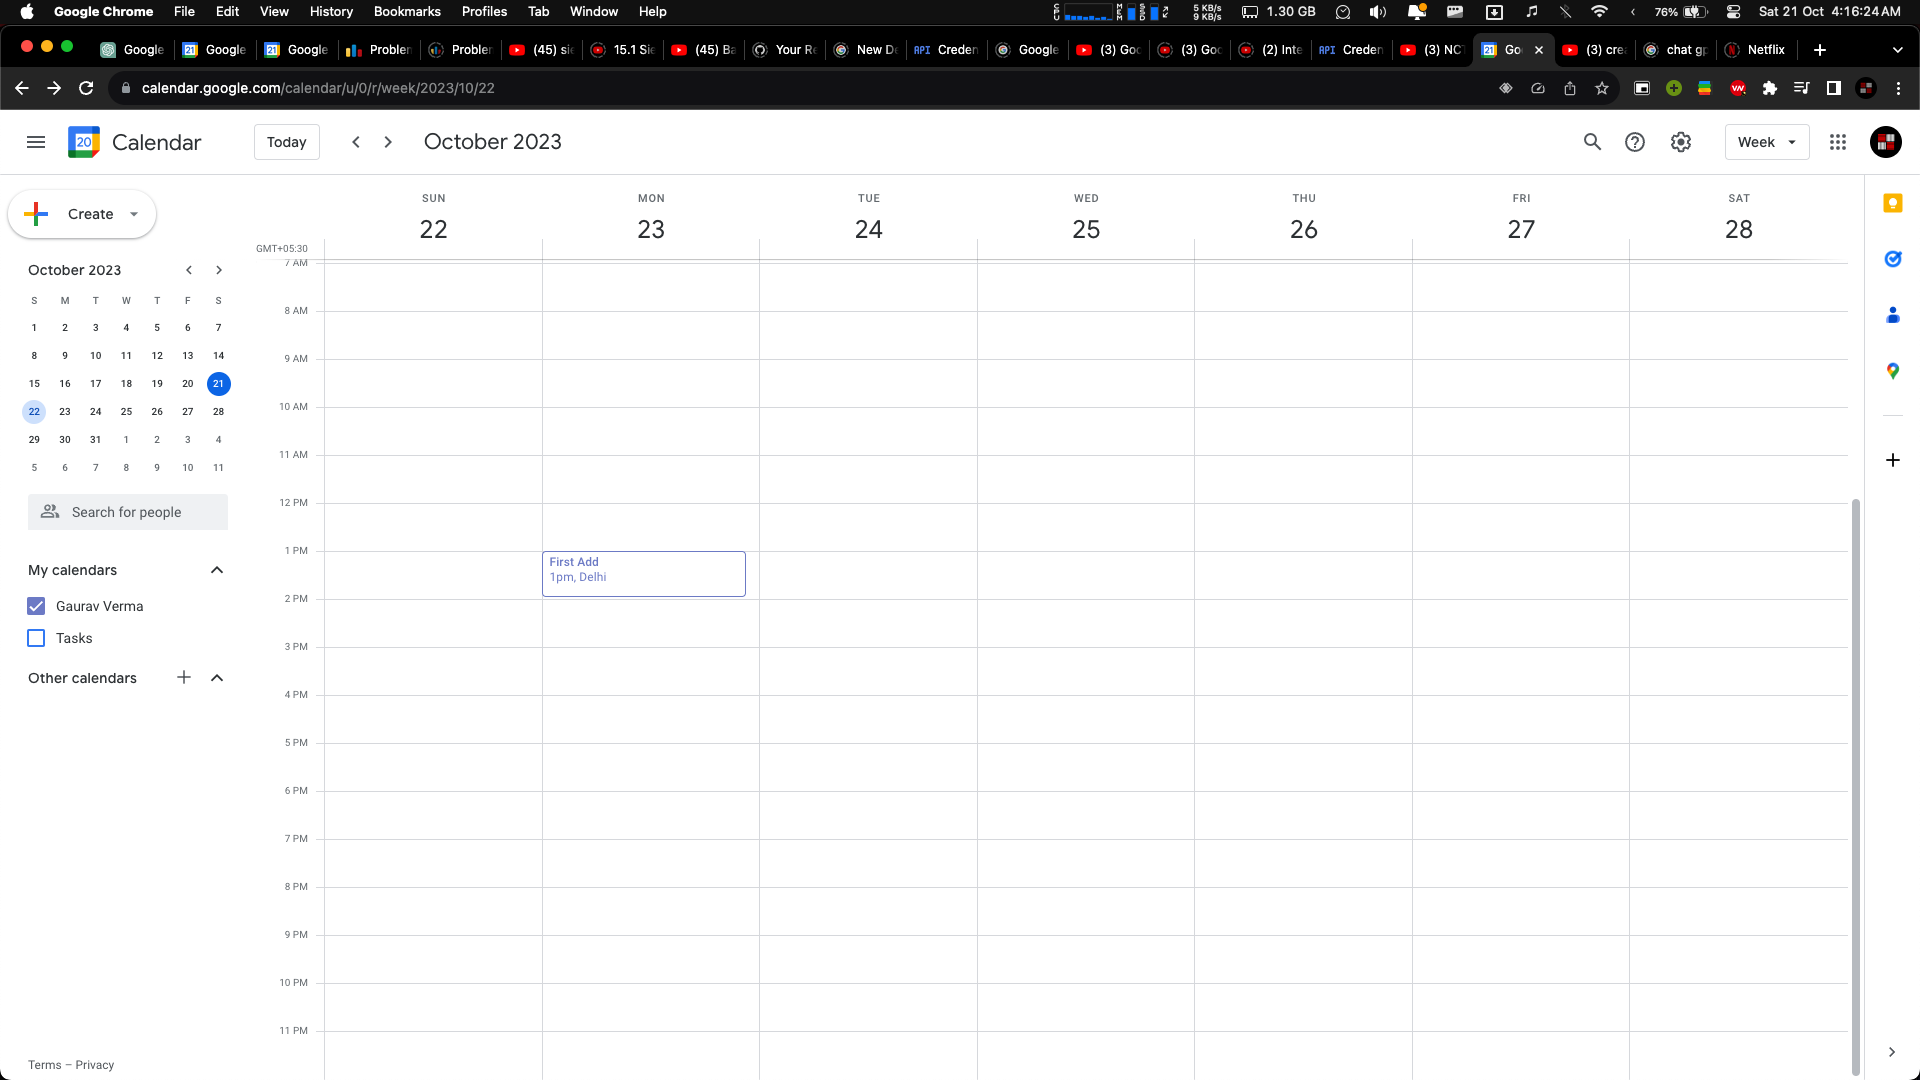 Google Chrome File Edit View History Bookmarks Profiles Tab Window Help 5 KB/s 9 KB/s 1.30 GB 76% Sat 21 Oct 4:16:24 AM
Google Google Google Problem Problem (45) sie 15.1 Sie (45) Ba Your Re New De API Creden Google (3) Goo (3) Goo (2) Inte API Creden (3) NC Go (3) crea chat gp Netflix
calendar.google.com/calendar/u/0/r/week/2023/10/22
20 Calendar Today October 2023 Week
Create
SUN MON TUE WED THU FRI SAT
22 23 24 25 26 27 28
GMT+05:30
October 2023
S M T W T F S
1 2 3 4 5 6 7
8 9 10 11 12 13 14
15 16 17 18 19 20 21
22 23 24 25 26 27 28
29 30 31 1 2 3 4
5 6 7 8 9 10 11
Search for people
My calendars
Gaurav Verma
Tasks
Other calendars
Terms – Privacy
7 AM
8 AM
9 AM
10 AM
11 AM
12 PM
1 PM
First Add
1pm, Delhi
2 PM
3 PM
4 PM
5 PM
6 PM
7 PM
8 PM
9 PM
10 PM
11 PM